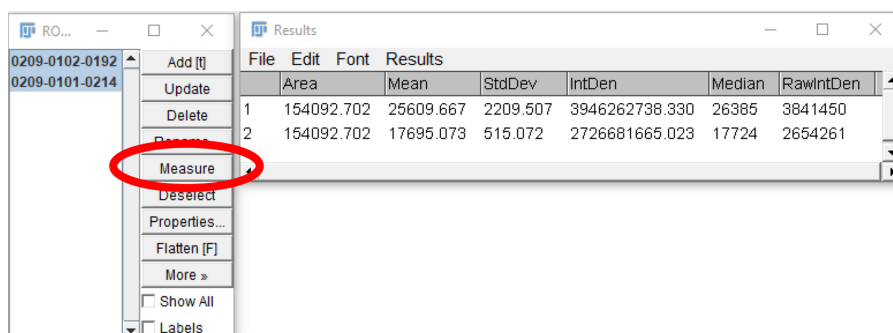 RO...
0209-0102-0192
0209-0101-0214
Add [t]
Update
Delete
Rename...
Measure
Deselect
Properties...
Flatten [F]
More »
Show All
Labels
Results
File Edit Font Results
Area Mean StdDev IntDen Median RawIntDen
1 154092.702 25609.667 2209.507 3946262738.330 26385 3841450
2 154092.702 17695.073 515.072 2726681665.023 17724 2654261